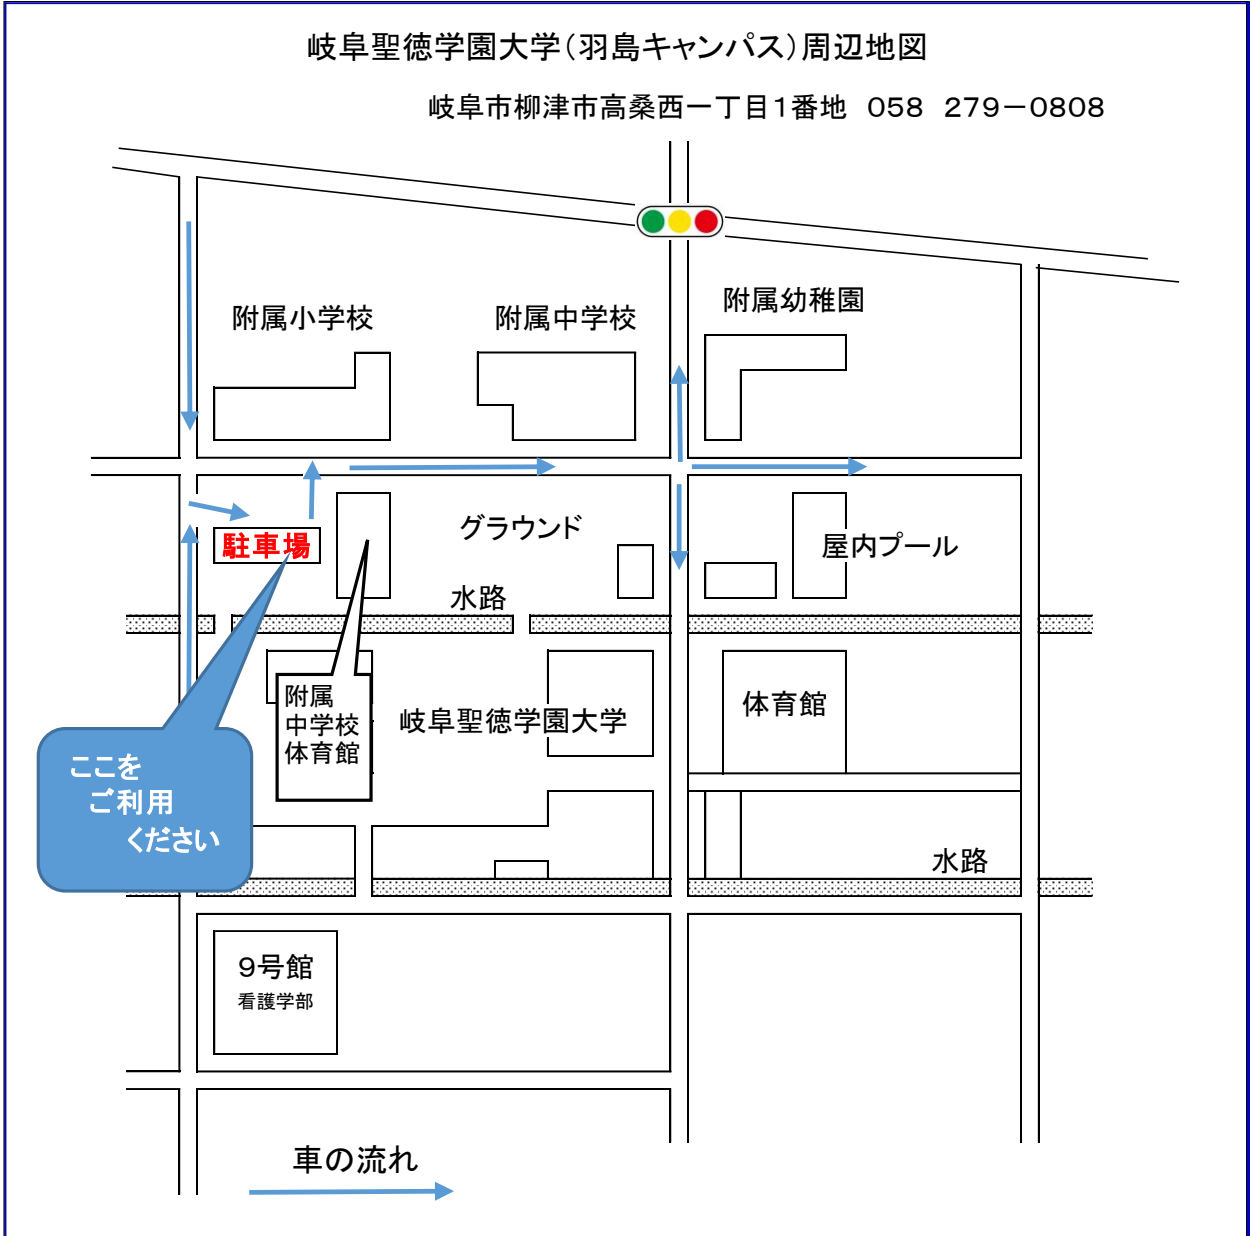 岐阜聖徳学園大学(羽島キャンパス)周辺地図
岐阜市柳津市高桑西一丁目1番地 058 279－0808
附属小学校
附属中学校
附属幼稚園
駐車場
グラウンド
屋内プール
水路
附属
中学校
体育館
岐阜聖徳学園大学
体育館
ここを
ご利用
ください
水路
9号館
看護学部
車の流れ